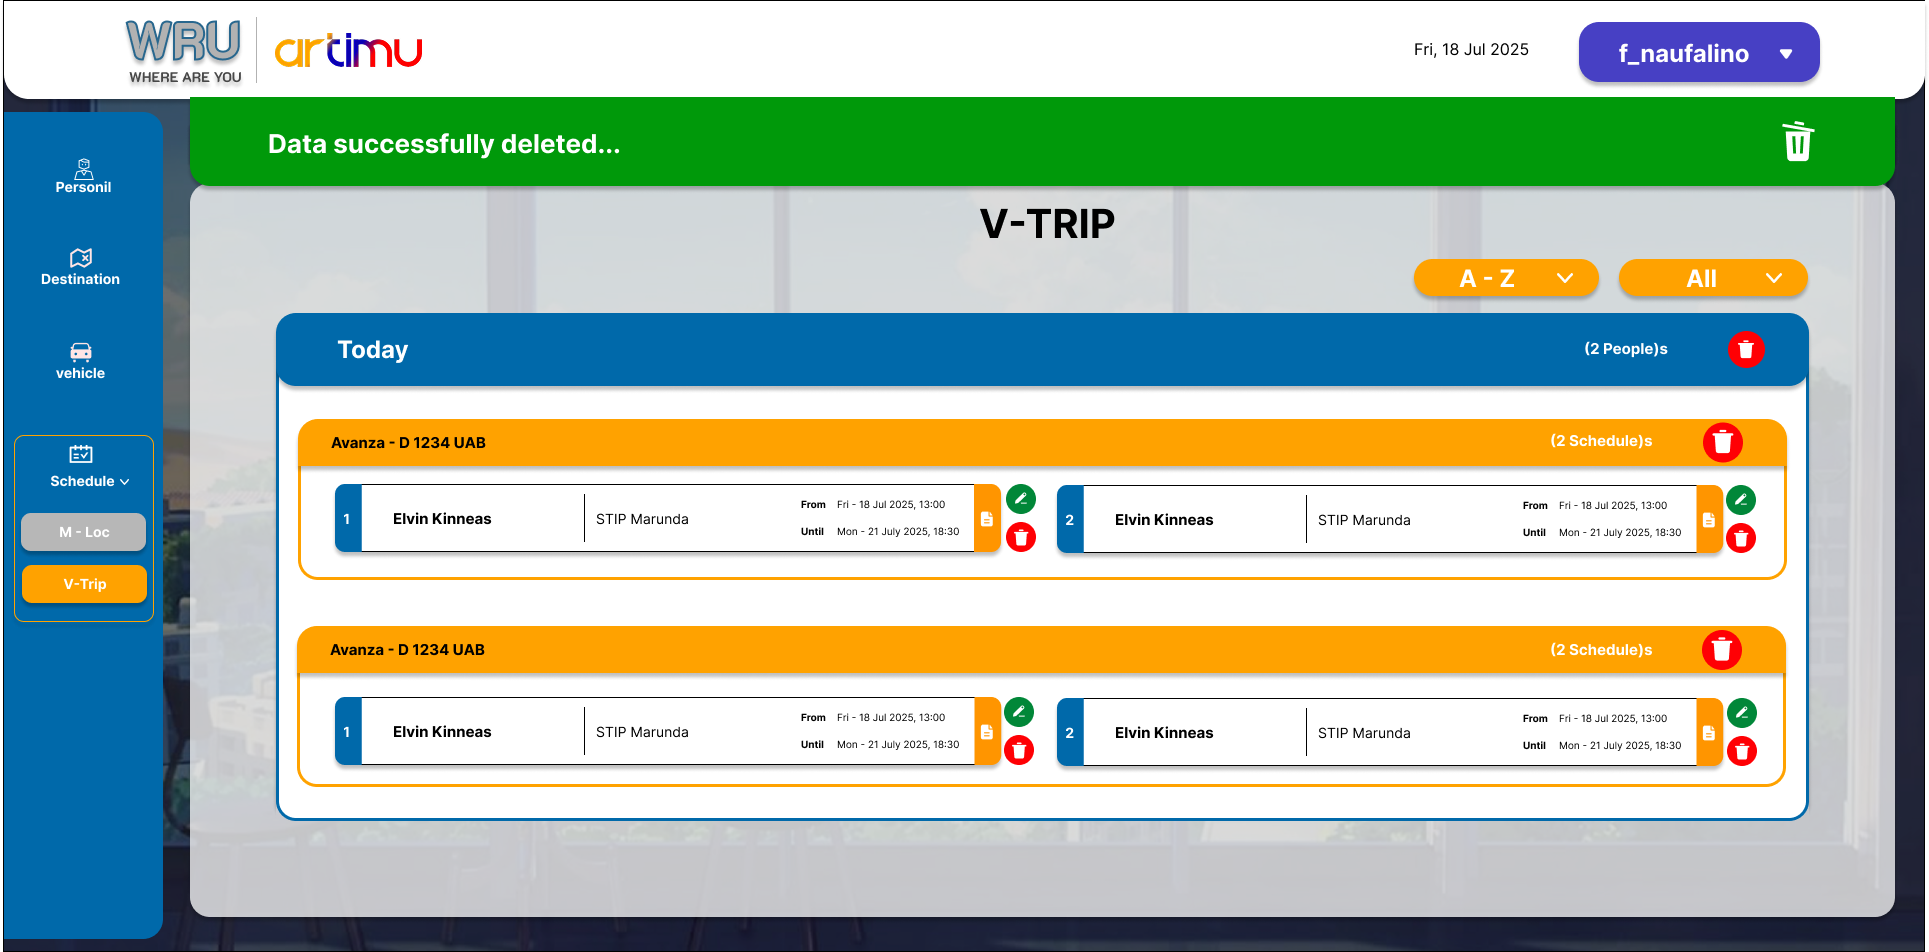 WRU
WHERE ARE YOU
artimu
Fri, 18 Jul 2025
f_naufalino
Data successfully deleted...
Personil
Destination
vehicle
Schedule
M - Loc
V-Trip
V-TRIP
A - Z
All
Today
(2 People)s
Avanza - D 1234 UAB
(2 Schedule)s
1
Elvin Kinneas
STIP Marunda
From Fri - 18 Jul 2025, 13:00
Until Mon - 21 July 2025, 18:30
2
Elvin Kinneas
STIP Marunda
From Fri - 18 Jul 2025, 13:00
Until Mon - 21 July 2025, 18:30
Avanza - D 1234 UAB
(2 Schedule)s
1
Elvin Kinneas
STIP Marunda
From Fri - 18 Jul 2025, 13:00
Until Mon - 21 July 2025, 18:30
2
Elvin Kinneas
STIP Marunda
From Fri - 18 Jul 2025, 13:00
Until Mon - 21 July 2025, 18:30